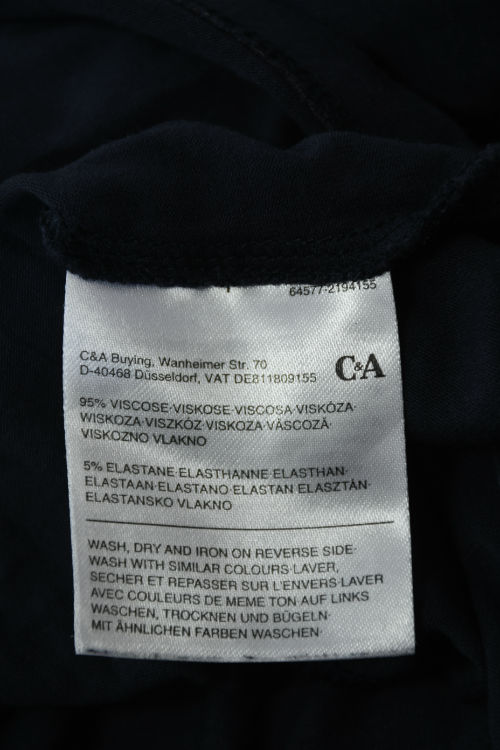 64577-2194155
C&A Buying, Wanheimer Str. 70
D-40468 Düsseldorf, VAT DE811809155
C&A
95% VISCOSE·VISKOSE·VISCOSA·VISKÓZA·
WISKOZA·VISZKÓZ·VISKOZA·VÂSCOZÃ·
VISKOZNO VLAKNO
5% ELASTANE·ELASTHANNE·ELASTHAN·
ELASTAAN·ELASTANO·ELASTAN·ELASZTÁN·
ELASTANSKO VLAKNO
WASH, DRY AND IRON ON REVERSE SIDE·
WASH WITH SIMILAR COLOURS·LAVER,
SECHER ET REPASSER SUR L'ENVERS·LAVER
AVEC COULEURS DE MEME TON·AUF LINKS
WASCHEN, TROCKNEN UND BÜGELN·
MIT ÄHNLICHEN FARBEN WASCHEN·